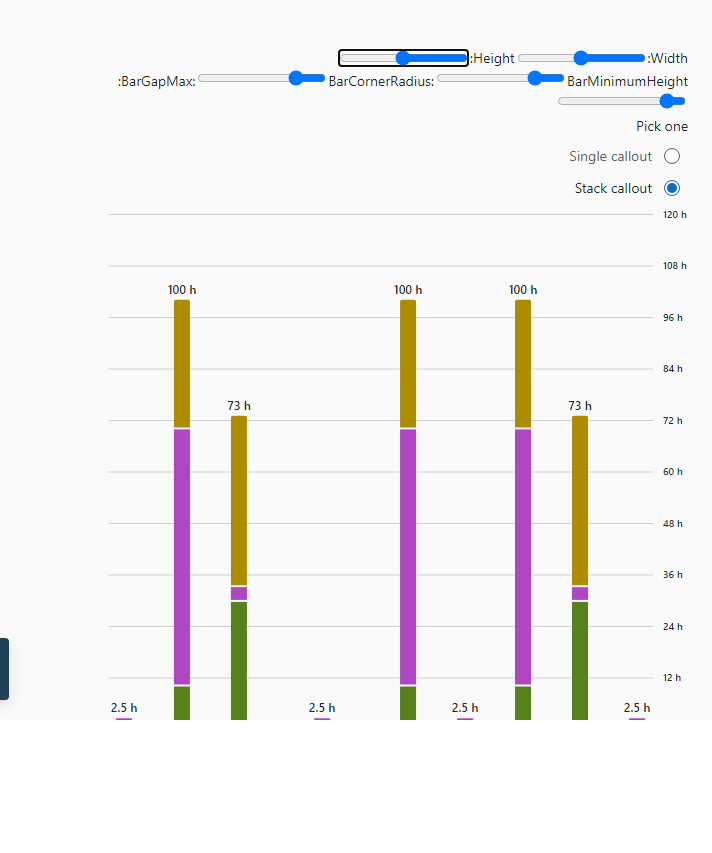 :Height :Width
:BarGapMax: BarCornerRadius: BarMinimumHeight
Pick one
Single callout
Stack callout
120 h
108 h
100 h 100 h 100 h
96 h
84 h
73 h 73 h
72 h
60 h
48 h
36 h
24 h
12 h
2.5 h 2.5 h 2.5 h 2.5 h